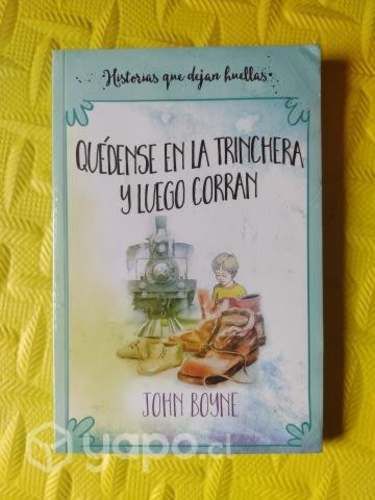 Historias que dejan huellas
QUÉDENSE EN LA TRINCHERA
Y LUEGO CORRAN
JOHN BOYNE
yapo.cl